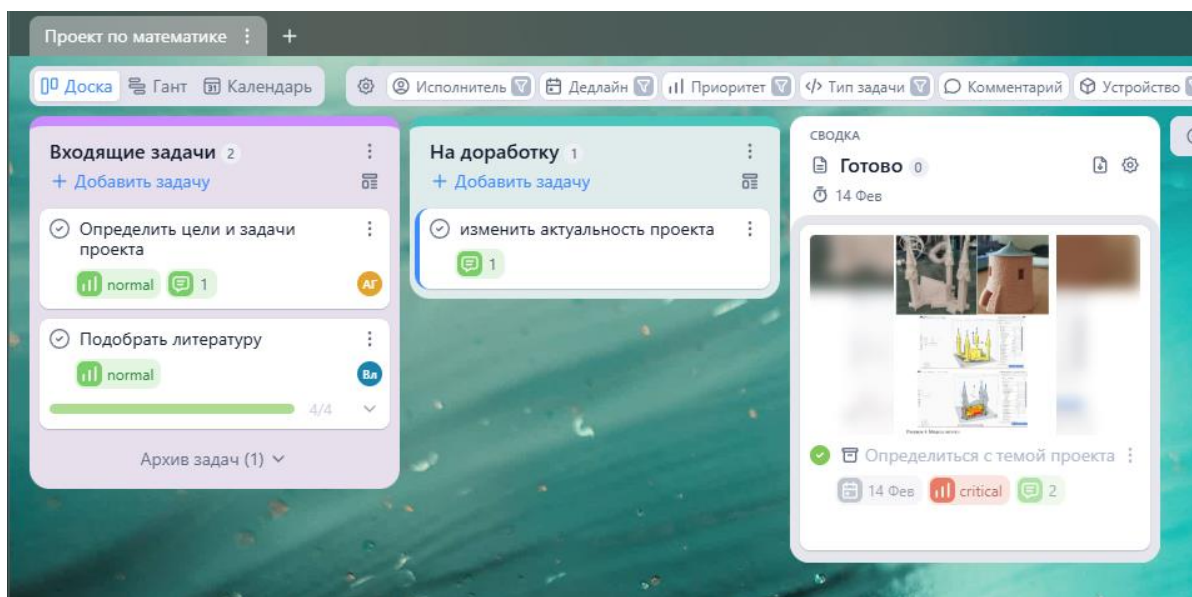 Проект по математике
Доска Гант Календарь
Исполнитель Дедлайн Приоритет Тип задачи Комментарий Устройство
Входящие задачи 2
+ Добавить задачу
Определить цели и задачи
проекта
normal 1 АГ
Подобрать литературу
normal Вл
4/4
Архив задач (1)
На доработку 1
+ Добавить задачу
изменить актуальность проекта
1
СВОДКА
Готово 0
14 Фев
Определиться с темой проекта
14 Фев critical 2